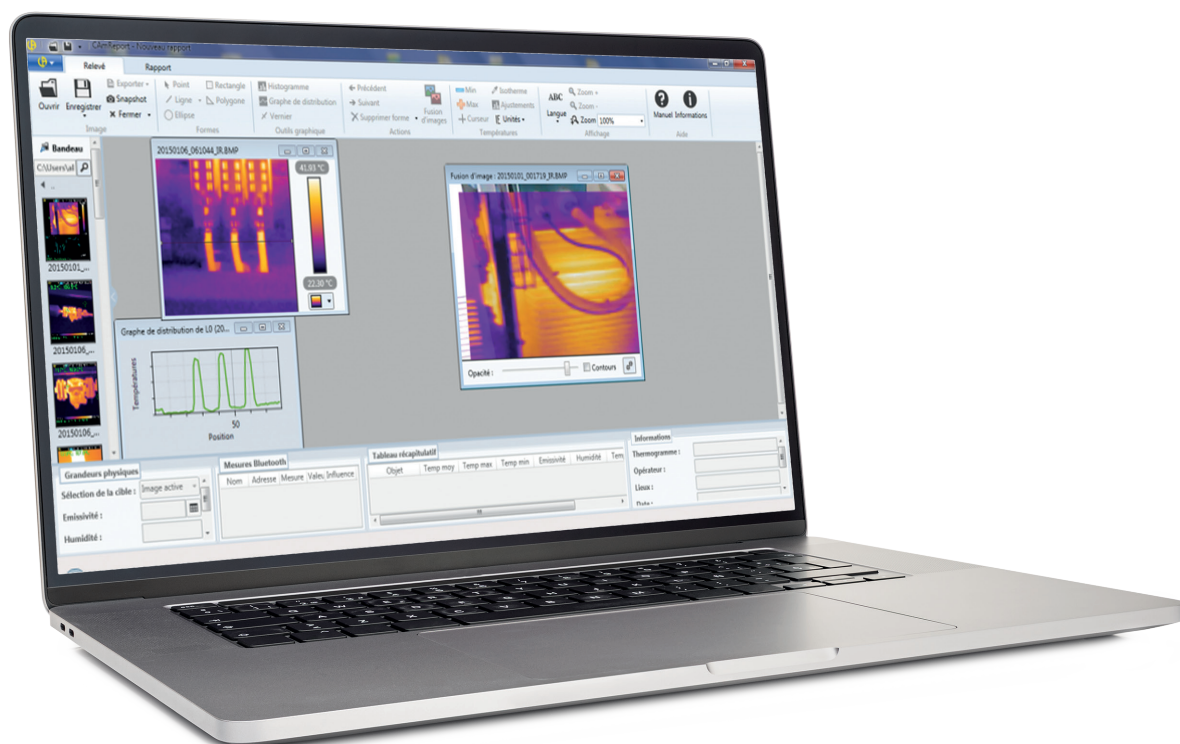 CAmReport - Nouveau rapport
Relevé Rapport
Ouvrir
Enregistrer
Exporter
Snapshot
Fermer
Image
Point
Ligne
Ellipse
Rectangle
Polygone
Formes
Histogramme
Graphe de distribution
Vernier
Outils graphique
Précédent
Suivant
Supprimer forme
Fusion
d'images
Actions
Min
Max
Curseur
Isotherme
Ajustements
Unités
Températures
ABC
Langue
Zoom +
Zoom -
Zoom 100%
Affichage
Manuel Informations
Aide
Bandeau
C:\Users\al
20150101_...
20150106_...
20150106_...
20150106_061044_IR.BMP
41.93 °C
22.30 °C
Graphe de distribution de L0 (20...
Températures
50
Position
Fusion d'image : 20150101_001719_IR.BMP
Opacité :
Contours
Grandeurs physiques
Sélection de la cible : Image active
Emissivité :
Humidité :
Mesures Bluetooth
Nom Adresse Mesure Valeu Influence
Tableau récapitulatif
Objet Temp moy Temp max Temp min Emissivité Humidité Tem
Informations
Thermogramme :
Opérateur :
Lieux :